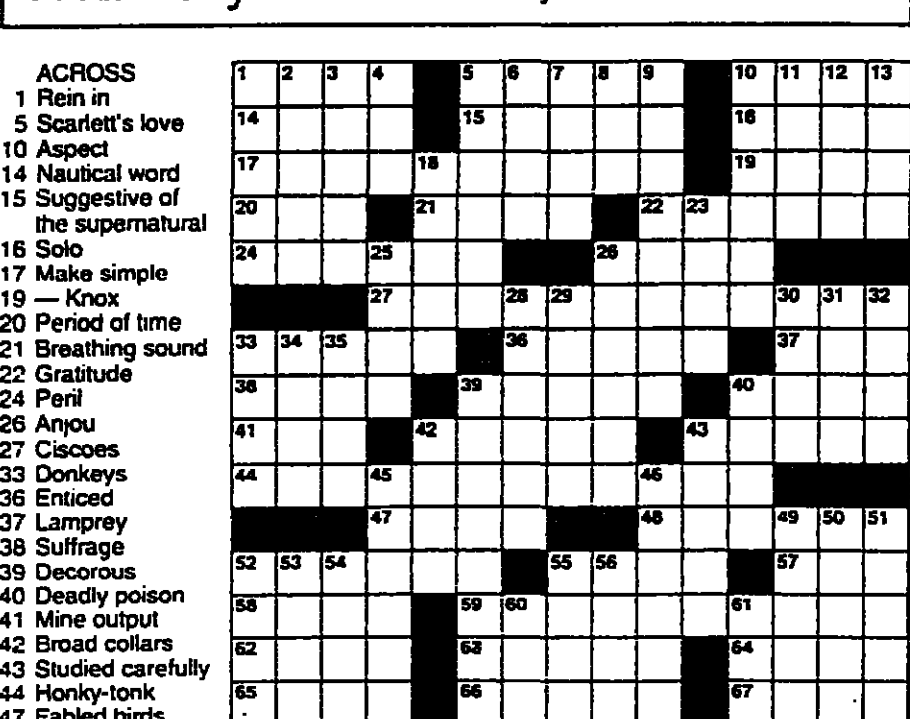 ACROSS
1 Rein in
5 Scarlett's love
10 Aspect
14 Nautical word
15 Suggestive of
the supernatural
16 Solo
17 Make simple
19 — Knox
20 Period of time
21 Breathing sound
22 Gratitude
24 Peril
26 Anjou
27 Ciscoes
33 Donkeys
36 Enticed
37 Lamprey
38 Suffrage
39 Decorous
40 Deadly poison
41 Mine output
42 Broad collars
43 Studied carefully
44 Honky-tonk
47 Fabled birds
1 2 3 4 5 6 7 8 9 10 11 12 13
14 15 16
17 18 19
20 21 22 23
24 25 26
27 28 29 30 31 32
33 34 35 36 37
38 39 40
41 42 43
44 45 46
47 48 49 50 51
52 53 54 55 56 57
58 59 60 61
62 63 64
65 66 67